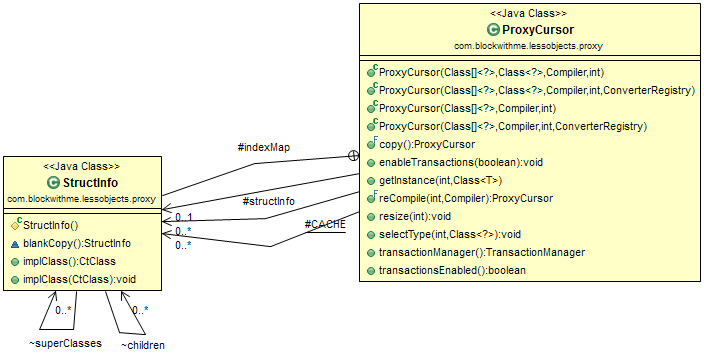 <<Java Class>>
ProxyCursor
com.blockwithme.lessobjects.proxy
ProxyCursor(Class[]<?>,Class<?>,Compiler,int)
ProxyCursor(Class[]<?>,Class<?>,Compiler,int,ConverterRegistry)
ProxyCursor(Class[]<?>,Compiler,int)
ProxyCursor(Class[]<?>,Compiler,int,ConverterRegistry)
copy():ProxyCursor
enableTransactions(boolean):void
getInstance(int,Class<T>)
reCompile(int,Compiler):ProxyCursor
resize(int):void
selectType(int,Class<?>):void
transactionManager():TransactionManager
transactionsEnabled():boolean
#indexMap
#structInfo
0..1
0..*
#CACHE
0..*
<<Java Class>>
StructInfo
com.blockwithme.lessobjects.proxy
StructInfo()
blankCopy():StructInfo
implClass():CtClass
implClass(CtClass):void
0..*
0..*
~superClasses
~children